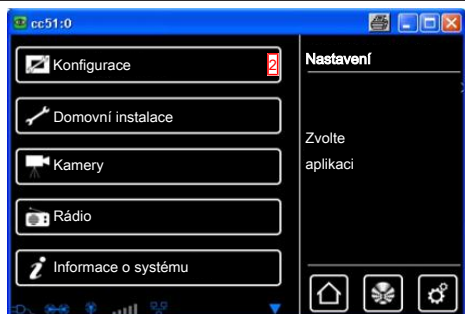 cc51:0
Konfigurace 2
Domovní instalace
Kamery
Rádio
Informace o systému
Nastavení
Zvolte
aplikaci